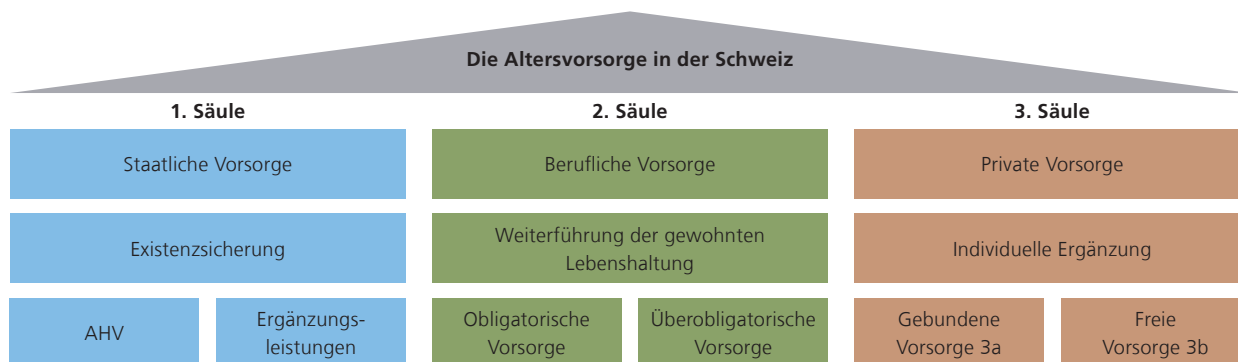 Die Altersvorsorge in der Schweiz
1. Säule
2. Säule
3. Säule
Staatliche Vorsorge
Berufliche Vorsorge
Private Vorsorge
Existenzsicherung
Weiterführung der gewohnten
Lebenshaltung
Individuelle Ergänzung
AHV
Ergänzungs-
leistungen
Obligatorische
Vorsorge
Überobligatorische
Vorsorge
Gebundene
Vorsorge 3a
Freie
Vorsorge 3b